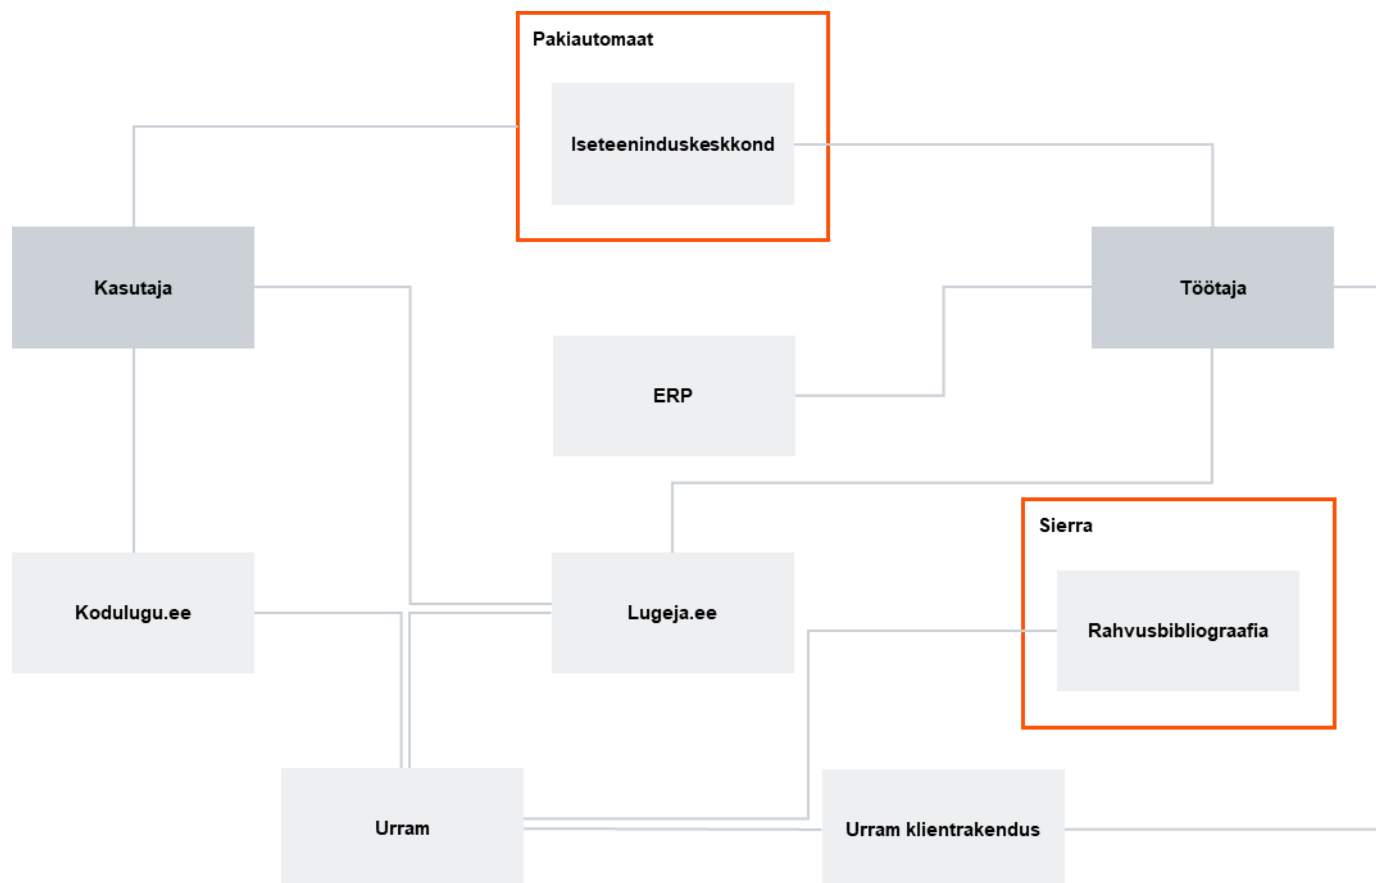 Pakiautomaat
Iseteeninduskeskkond
Kasutaja
Töötaja
ERP
Sierra
Kodulugu.ee
Lugeja.ee
Rahvusbibliograafia
Urram
Urram klientrakendus